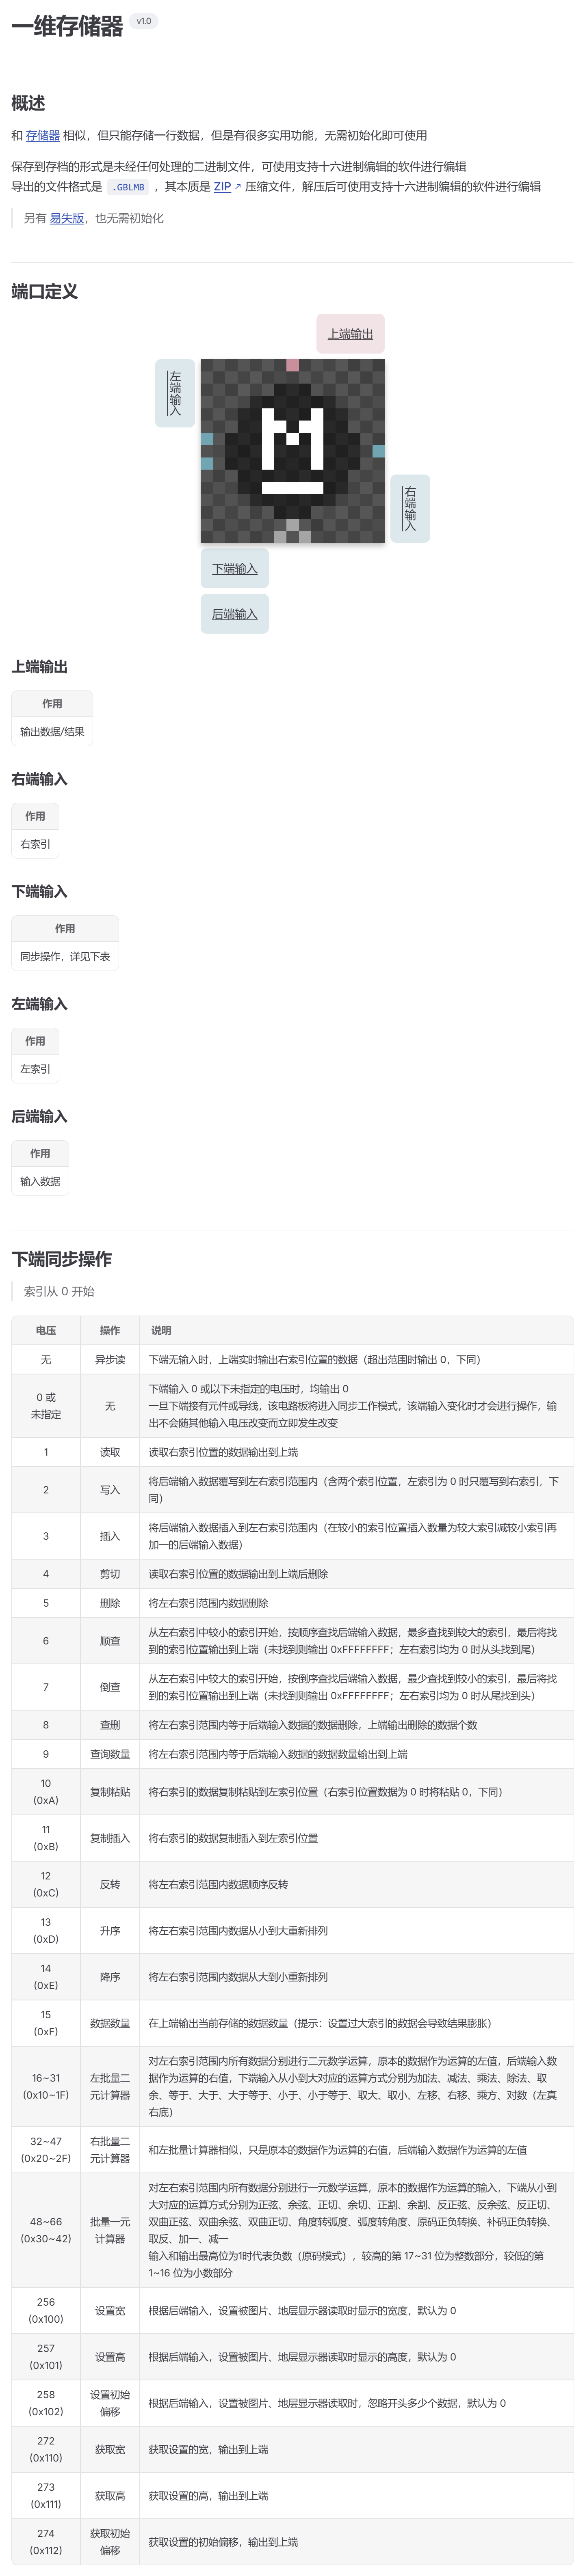 一维存储器 v1.0
概述
和 存储器 相似，但只能存储一行数据，但是有很多实用功能，无需初始化即可使用
保存到存档的形式是未经任何处理的二进制文件，可使用支持十六进制编辑的软件进行编辑
导出的文件格式是 .GBLMB ，其本质是 ZIP ↗ 压缩文件，解压后可使用支持十六进制编辑的软件进行编辑
另有 易失版，也无需初始化
端口定义
上端输出
左端输入
M
右端输入
下端输入
后端输入
上端输出
作用
输出数据/结果
右端输入
作用
右索引
下端输入
作用
同步操作，详见下表
左端输入
作用
左索引
后端输入
作用
输入数据
下端同步操作
索引从 0 开始
电压 操作 说明
无 异步读 下端无输入时，上端实时输出右索引位置的数据（超出范围时输出 0，下同）
0 或
未指定
无
下端输入 0 或以下未指定的电压时，均输出 0
一旦下端接有元件或导线，该电路板将进入同步工作模式，该端输入变化时才会进行操作，输
出不会随其他输入电压改变而立即发生改变
1 读取 读取右索引位置的数据输出到上端
2 写入 将后端输入数据覆写到左右索引范围内（含两个索引位置，左索引为 0 时只覆写到右索引，下
同）
3 插入 将后端输入数据插入到左右索引范围内（在较小的索引位置插入数量为较大索引减较小索引再
加一的后端输入数据）
4 剪切 读取右索引位置的数据输出到上端后删除
5 删除 将左右索引范围内数据删除
6 顺查 从左右索引中较小的索引开始，按顺序查找后端输入数据，最多查找到较大的索引，最后将找
到的索引位置输出到上端（未找到则输出 0xFFFFFFFF；左右索引均为 0 时从头找到尾）
7 倒查 从左右索引中较大的索引开始，按倒序查找后端输入数据，最少查找到较小的索引，最后将找
到的索引位置输出到上端（未找到则输出 0xFFFFFFFF；左右索引均为 0 时从尾找到头）
8 查删 将左右索引范围内等于后端输入数据的数据删除，上端输出删除的数据个数
9 查询数量 将左右索引范围内等于后端输入数据的数据数量输出到上端
10
(0xA)
复制粘贴 将右索引的数据复制粘贴到左索引位置（右索引位置数据为 0 时将粘贴 0，下同）
11
(0xB)
复制插入 将右索引的数据复制插入到左索引位置
12
(0xC)
反转 将左右索引范围内数据顺序反转
13
(0xD)
升序 将左右索引范围内数据从小到大重新排列
14
(0xE)
降序 将左右索引范围内数据从大到小重新排列
15
(0xF)
数据数量 在上端输出当前存储的数据数量（提示：设置过大索引的数据会导致结果膨胀）
16~31
(0x10~1F)
左批量二
元计算器
对左右索引范围内所有数据分别进行二元数学运算，原本的数据作为运算的左值，后端输入数
据作为运算的右值，下端输入从小到大对应的运算方式分别为加法、减法、乘法、除法、取
余、等于、大于、大于等于、小于、小于等于、取大、取小、左移、右移、乘方、对数（左真
右底）
32~47
(0x20~2F)
右批量二
元计算器
和左批量计算器相似，只是原本的数据作为运算的右值，后端输入数据作为运算的左值
48~66
(0x30~42)
批量一元
计算器
对左右索引范围内所有数据分别进行一元数学运算，原本的数据作为运算的输入，下端从小到
大对应的运算方式分别为正弦、余弦、正切、余切、正割、余割、反正弦、反余弦、反正切、
双曲正弦、双曲余弦、双曲正切、角度转弧度、弧度转角度、原码正负转换、补码正负转换、
取反、加一、减一
输入和输出最高位为1时代表负数（原码模式），较高的第 17~31 位为整数部分，较低的第
1~16 位为小数部分
256
(0x100)
设置宽 根据后端输入，设置被图片、地层显示器读取时显示的宽度，默认为 0
257
(0x101)
设置高 根据后端输入，设置被图片、地层显示器读取时显示的高度，默认为 0
258
(0x102)
设置初始
偏移
根据后端输入，设置被图片、地层显示器读取时，忽略开头多少个数据，默认为 0
272
(0x110)
获取宽 获取设置的宽，输出到上端
273
(0x111)
获取高 获取设置的高，输出到上端
274
(0x112)
获取初始
偏移
获取设置的初始偏移，输出到上端